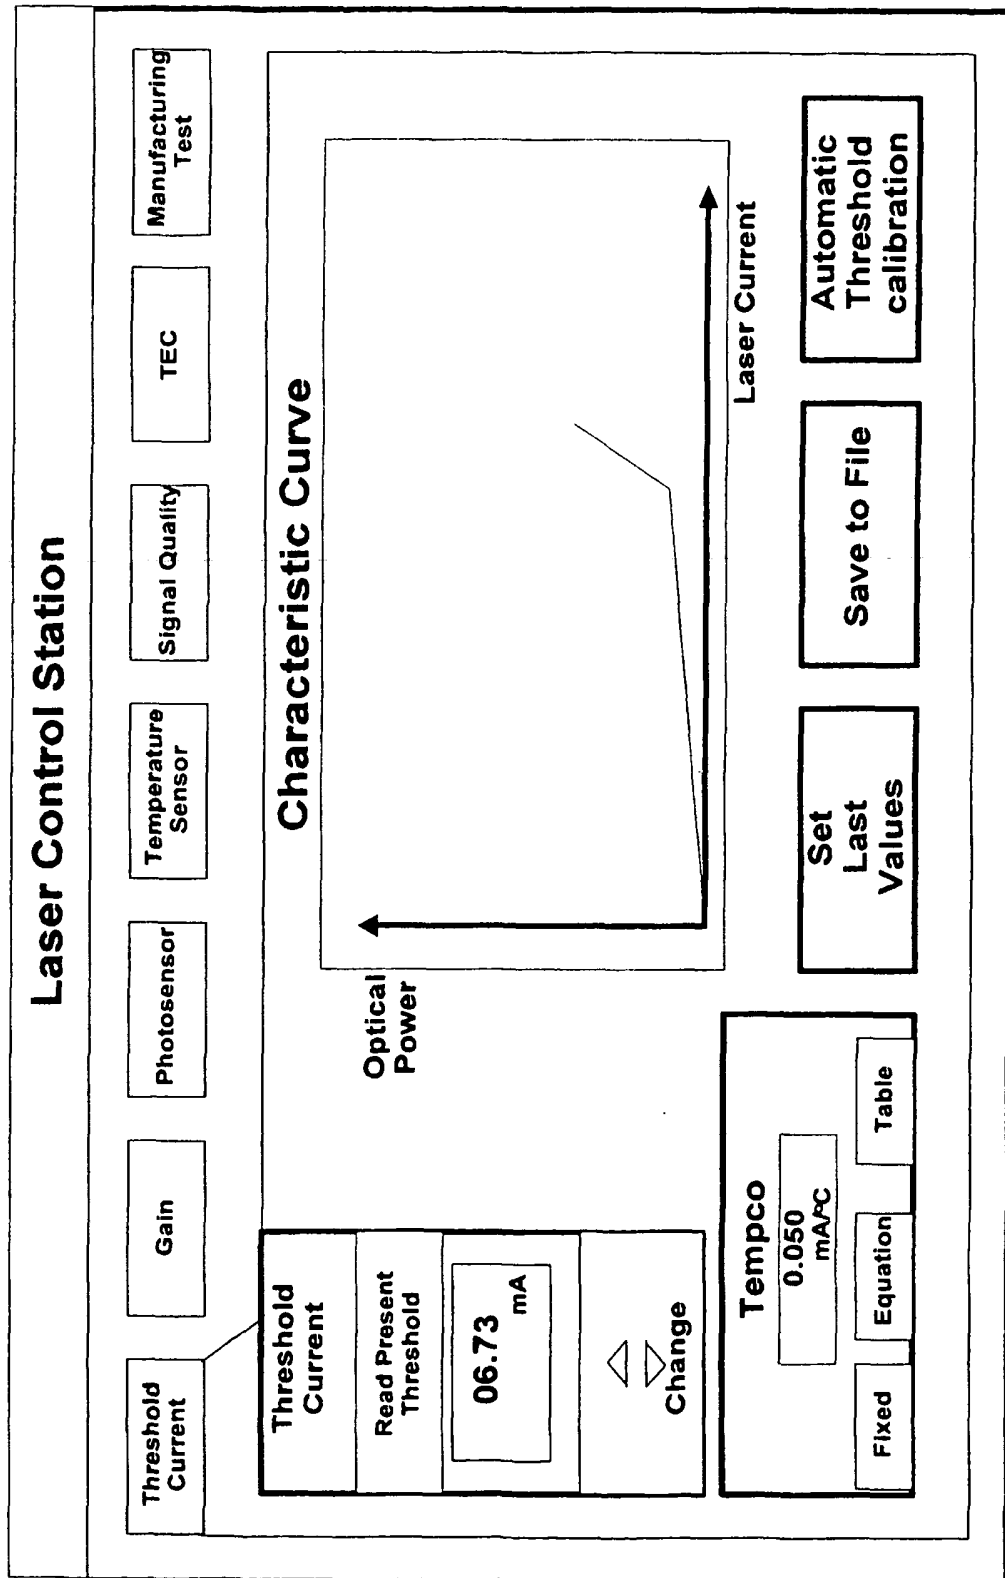 Laser Control Station
Threshold
Current
Gain
Photosensor
Temperature
Sensor
Signal Quality
TEC
Manufacturing
Test
Threshold
Current
Read Present
Threshold
06.73
mA
Change
Characteristic Curve
Optical
Power
Laser Current
Tempco
0.050
mA/ºC
Fixed
Equation
Table
Set
Last
Values
Save to File
Automatic
Threshold
calibration